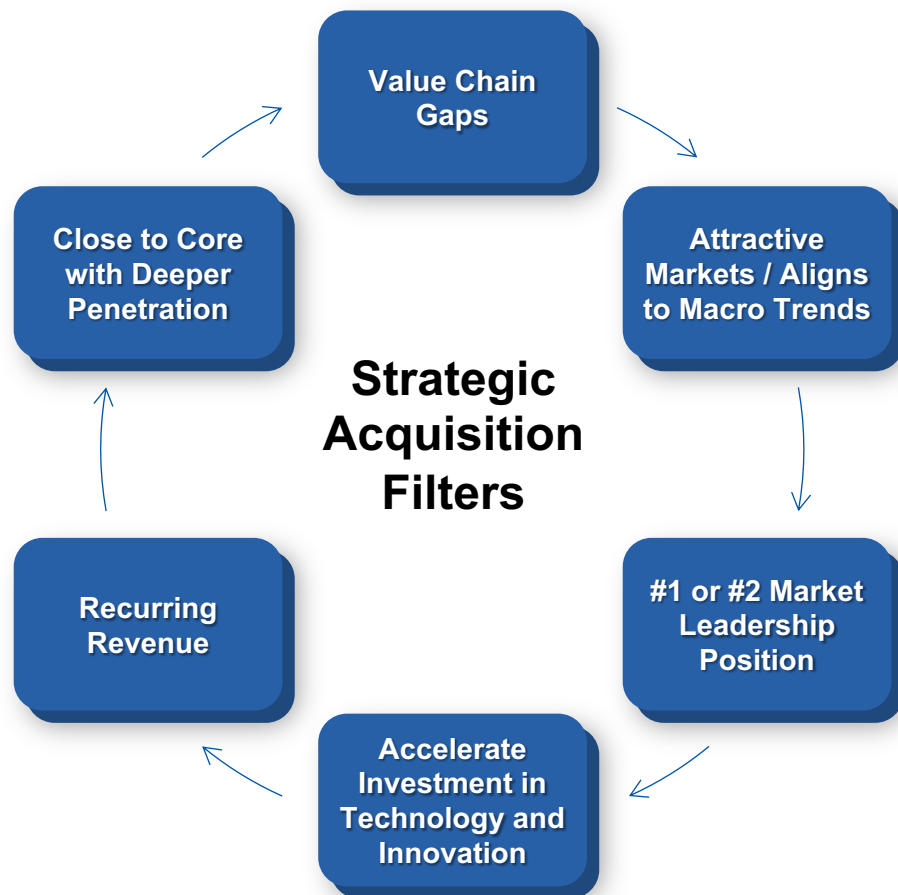 Value Chain
Gaps
Attractive
Markets / Aligns
to Macro Trends
#1 or #2 Market
Leadership
Position
Accelerate
Investment in
Technology and
Innovation
Recurring
Revenue
Close to Core
with Deeper
Penetration
Strategic
Acquisition
Filters